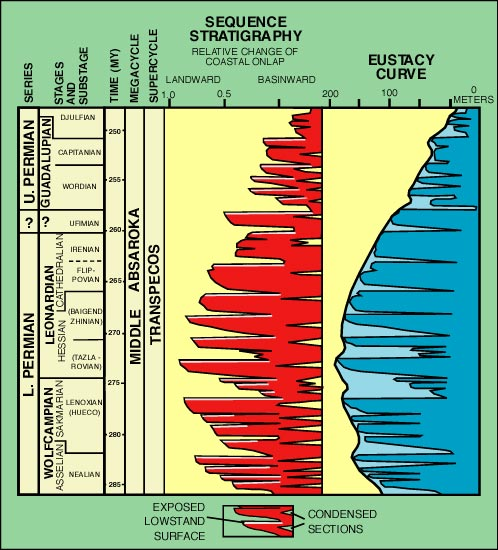 SEQUENCE
STRATIGRAPHY
RELATIVE CHANGE OF
COASTAL ONLAP
EUSTACY
CURVE
LANDWARD BASINWARD
1.0 0.5 200 100 0
METERS
SERIES
STAGES
AND
SUBSTAGE
TIME (MY)
MEGACYCLE
SUPERCYCLE
U. PERMIAN
?
L. PERMIAN
GUADALUPIAN
?
LEONARDIAN
CATHEDRALIAN
HESSIAN
WOLFCAMPIAN
SAKMARIAN
ASSELIAN
DJULFIAN
CAPITANIAN
WORDIAN
UFIMIAN
IRENIAN
FLIP-
POVIAN
(BAIGEND
ZHINIAN)
(TAZLA-
ROVIAN)
LENOXIAN
(HUECO)
NEALIAN
250
255
260
265
270
275
280
285
MIDDLE ABSAROKA
TRANSPECOS
EXPOSED
LOWSTAND
SURFACE
CONDENSED
SECTIONS